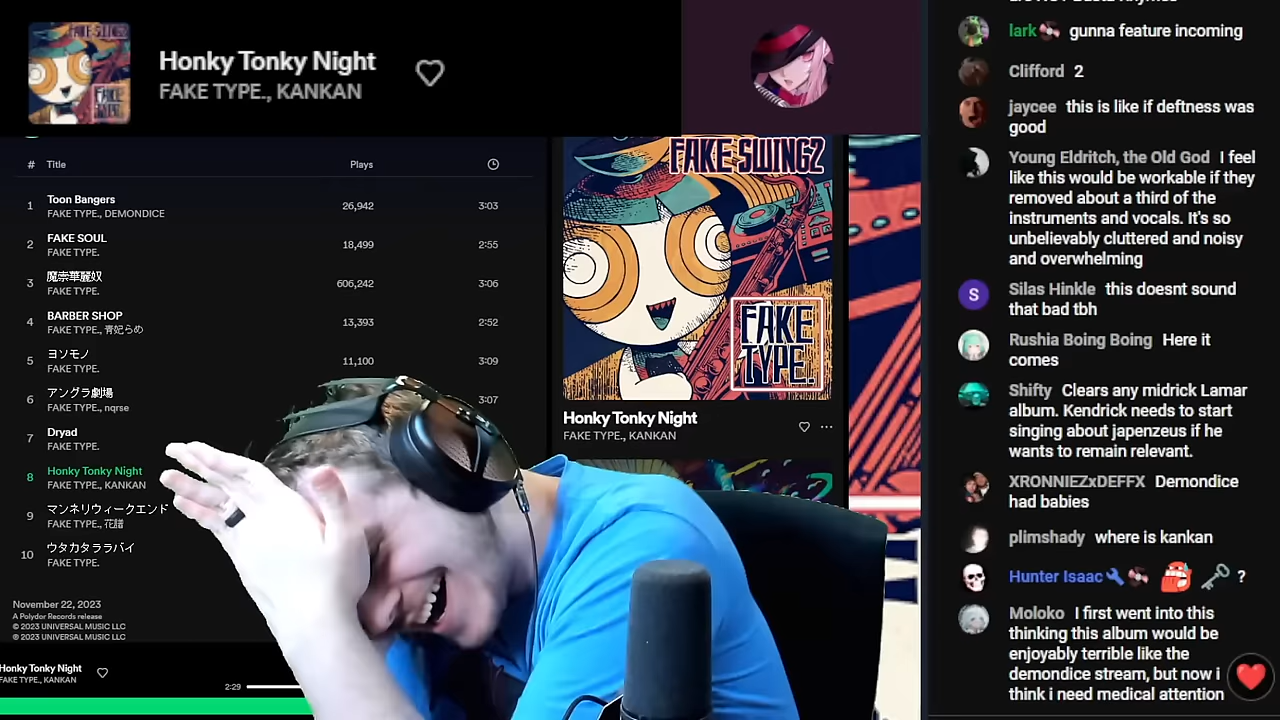 Honky Tonky Night
FAKE TYPE., KANKAN
# Title Plays
1 Toon Bangers 26,942 3:03
FAKE TYPE., DEMONDICE
2 FAKE SOUL 18,499 2:55
FAKE TYPE.
3 魔崇華麗奴 606,242 3:06
FAKE TYPE.
4 BARBER SHOP 13,393 2:52
FAKE TYPE., 青妃らめ
5 ヨソモノ 11,100 3:09
FAKE TYPE.
6 アングラ劇場 3:07
FAKE TYPE., nqrse
7 Dryad
FAKE TYPE.
8 Honky Tonky Night
FAKE TYPE., KANKAN
9 マンネリウィークエンド
FAKE TYPE., 花譜
10 ウタカタララバイ
FAKE TYPE.
November 22, 2023
A Polydor Records release
© 2023 UNIVERSAL MUSIC LLC
℗ 2023 UNIVERSAL MUSIC LLC
Honky Tonky Night
FAKE TYPE., KANKAN
2:29
FAKE SWING2
FAKE
TYPE.
Honky Tonky Night
FAKE TYPE., KANKAN
lark gunna feature incoming
Clifford 2
jaycee this is like if deftness was
good
Young Eldritch, the Old God I feel
like this would be workable if they
removed about a third of the
instruments and vocals. It's so
unbelievably cluttered and noisy
and overwhelming
Silas Hinkle this doesnt sound
that bad tbh
Rushia Boing Boing Here it
comes
Shifty Clears any midrick Lamar
album. Kendrick needs to start
singing about japenzeus if he
wants to remain relevant.
XRONNIEZxDEFFX Demondice
had babies
plimshady where is kankan
Hunter Isaac ?
Moloko I first went into this
thinking this album would be
enjoyably terrible like the
demondice stream, but now i
think i need medical attention